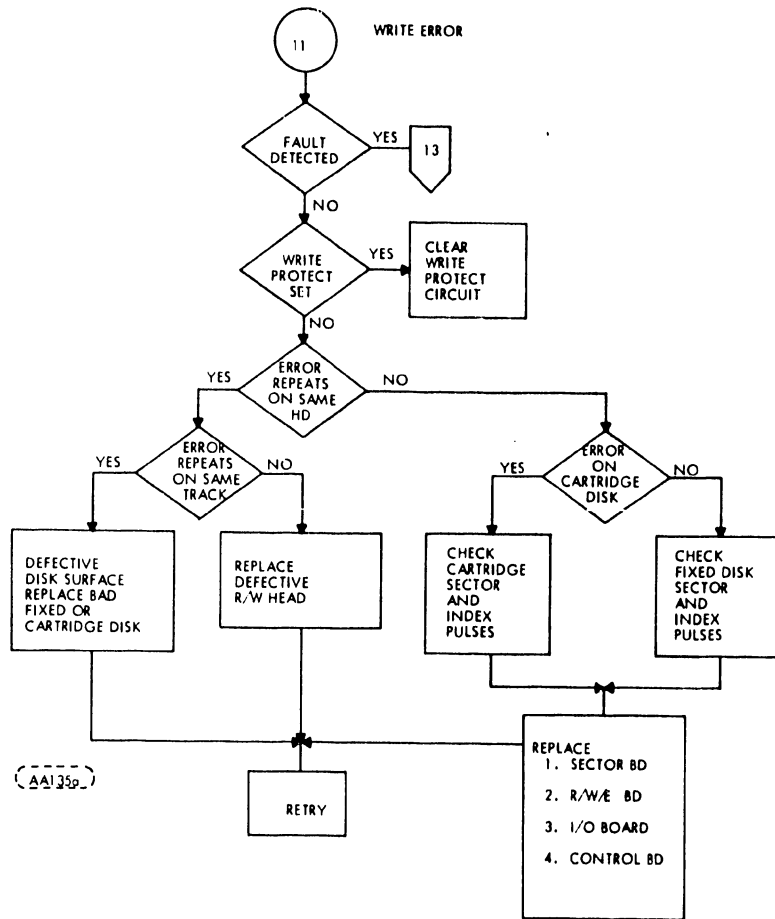 WRITE ERROR
11
FAULT
DETECTED
YES
13
NO
WRITE
PROTECT
SET
YES
CLEAR
WRITE
PROTECT
CIRCUIT
NO
ERROR
REPEATS
ON SAME
HD
YES
NO
ERROR
REPEATS
ON SAME
TRACK
YES
NO
ERROR
ON
CARTRIDGE
DISK
YES
NO
DEFECTIVE
DISK SURFACE
REPLACE BAD
FIXED OR
CARTRIDGE DISK
REPLACE
DEFECTIVE
R/W HEAD
CHECK
CARTRIDGE
SECTOR
AND
INDEX
PULSES
CHECK
FIXED DISK
SECTOR
AND
INDEX
PULSES
REPLACE
1. SECTOR BD
2. R/W/E BD
3. I/O BOARD
4. CONTROL BD
RETRY
AA135a